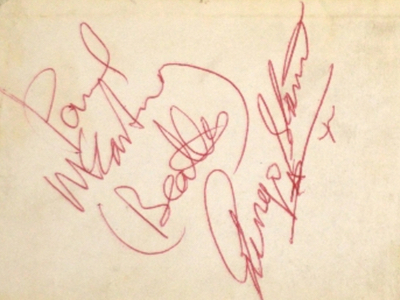 Paul
McCartney
(Beatles)
Ringo Starr